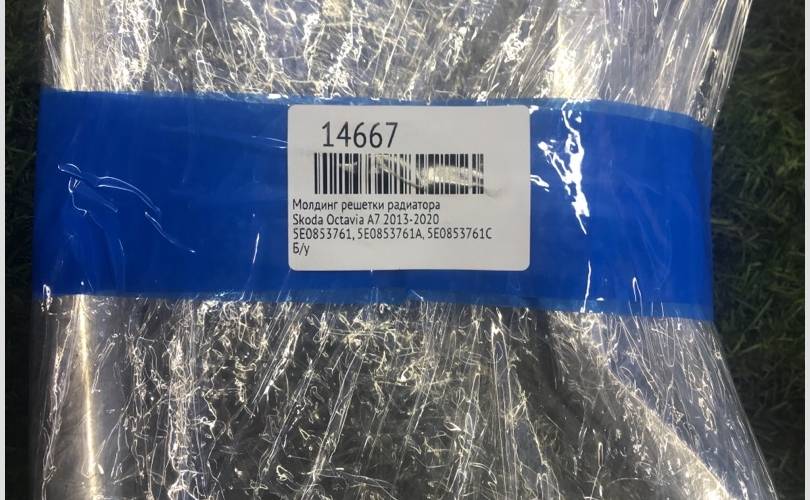 14667
Молдинг решетки радиатора
Skoda Octavia A7 2013-2020
5E0853761, 5E0853761A, 5E0853761C
Б/у